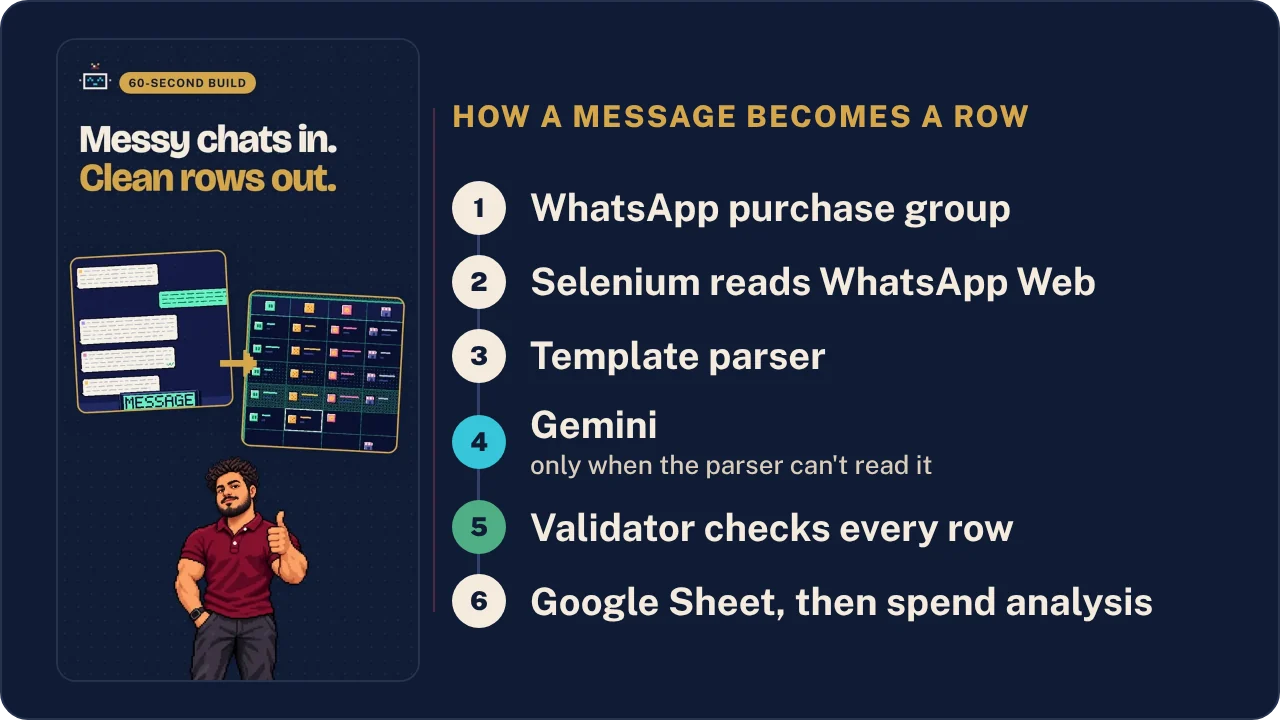 60-SECOND BUILD
Messy chats in.
Clean rows out.
MESSAGE
HOW A MESSAGE BECOMES A ROW
1 WhatsApp purchase group
2 Selenium reads WhatsApp Web
3 Template parser
4 Gemini
only when the parser can't read it
5 Validator checks every row
6 Google Sheet, then spend analysis